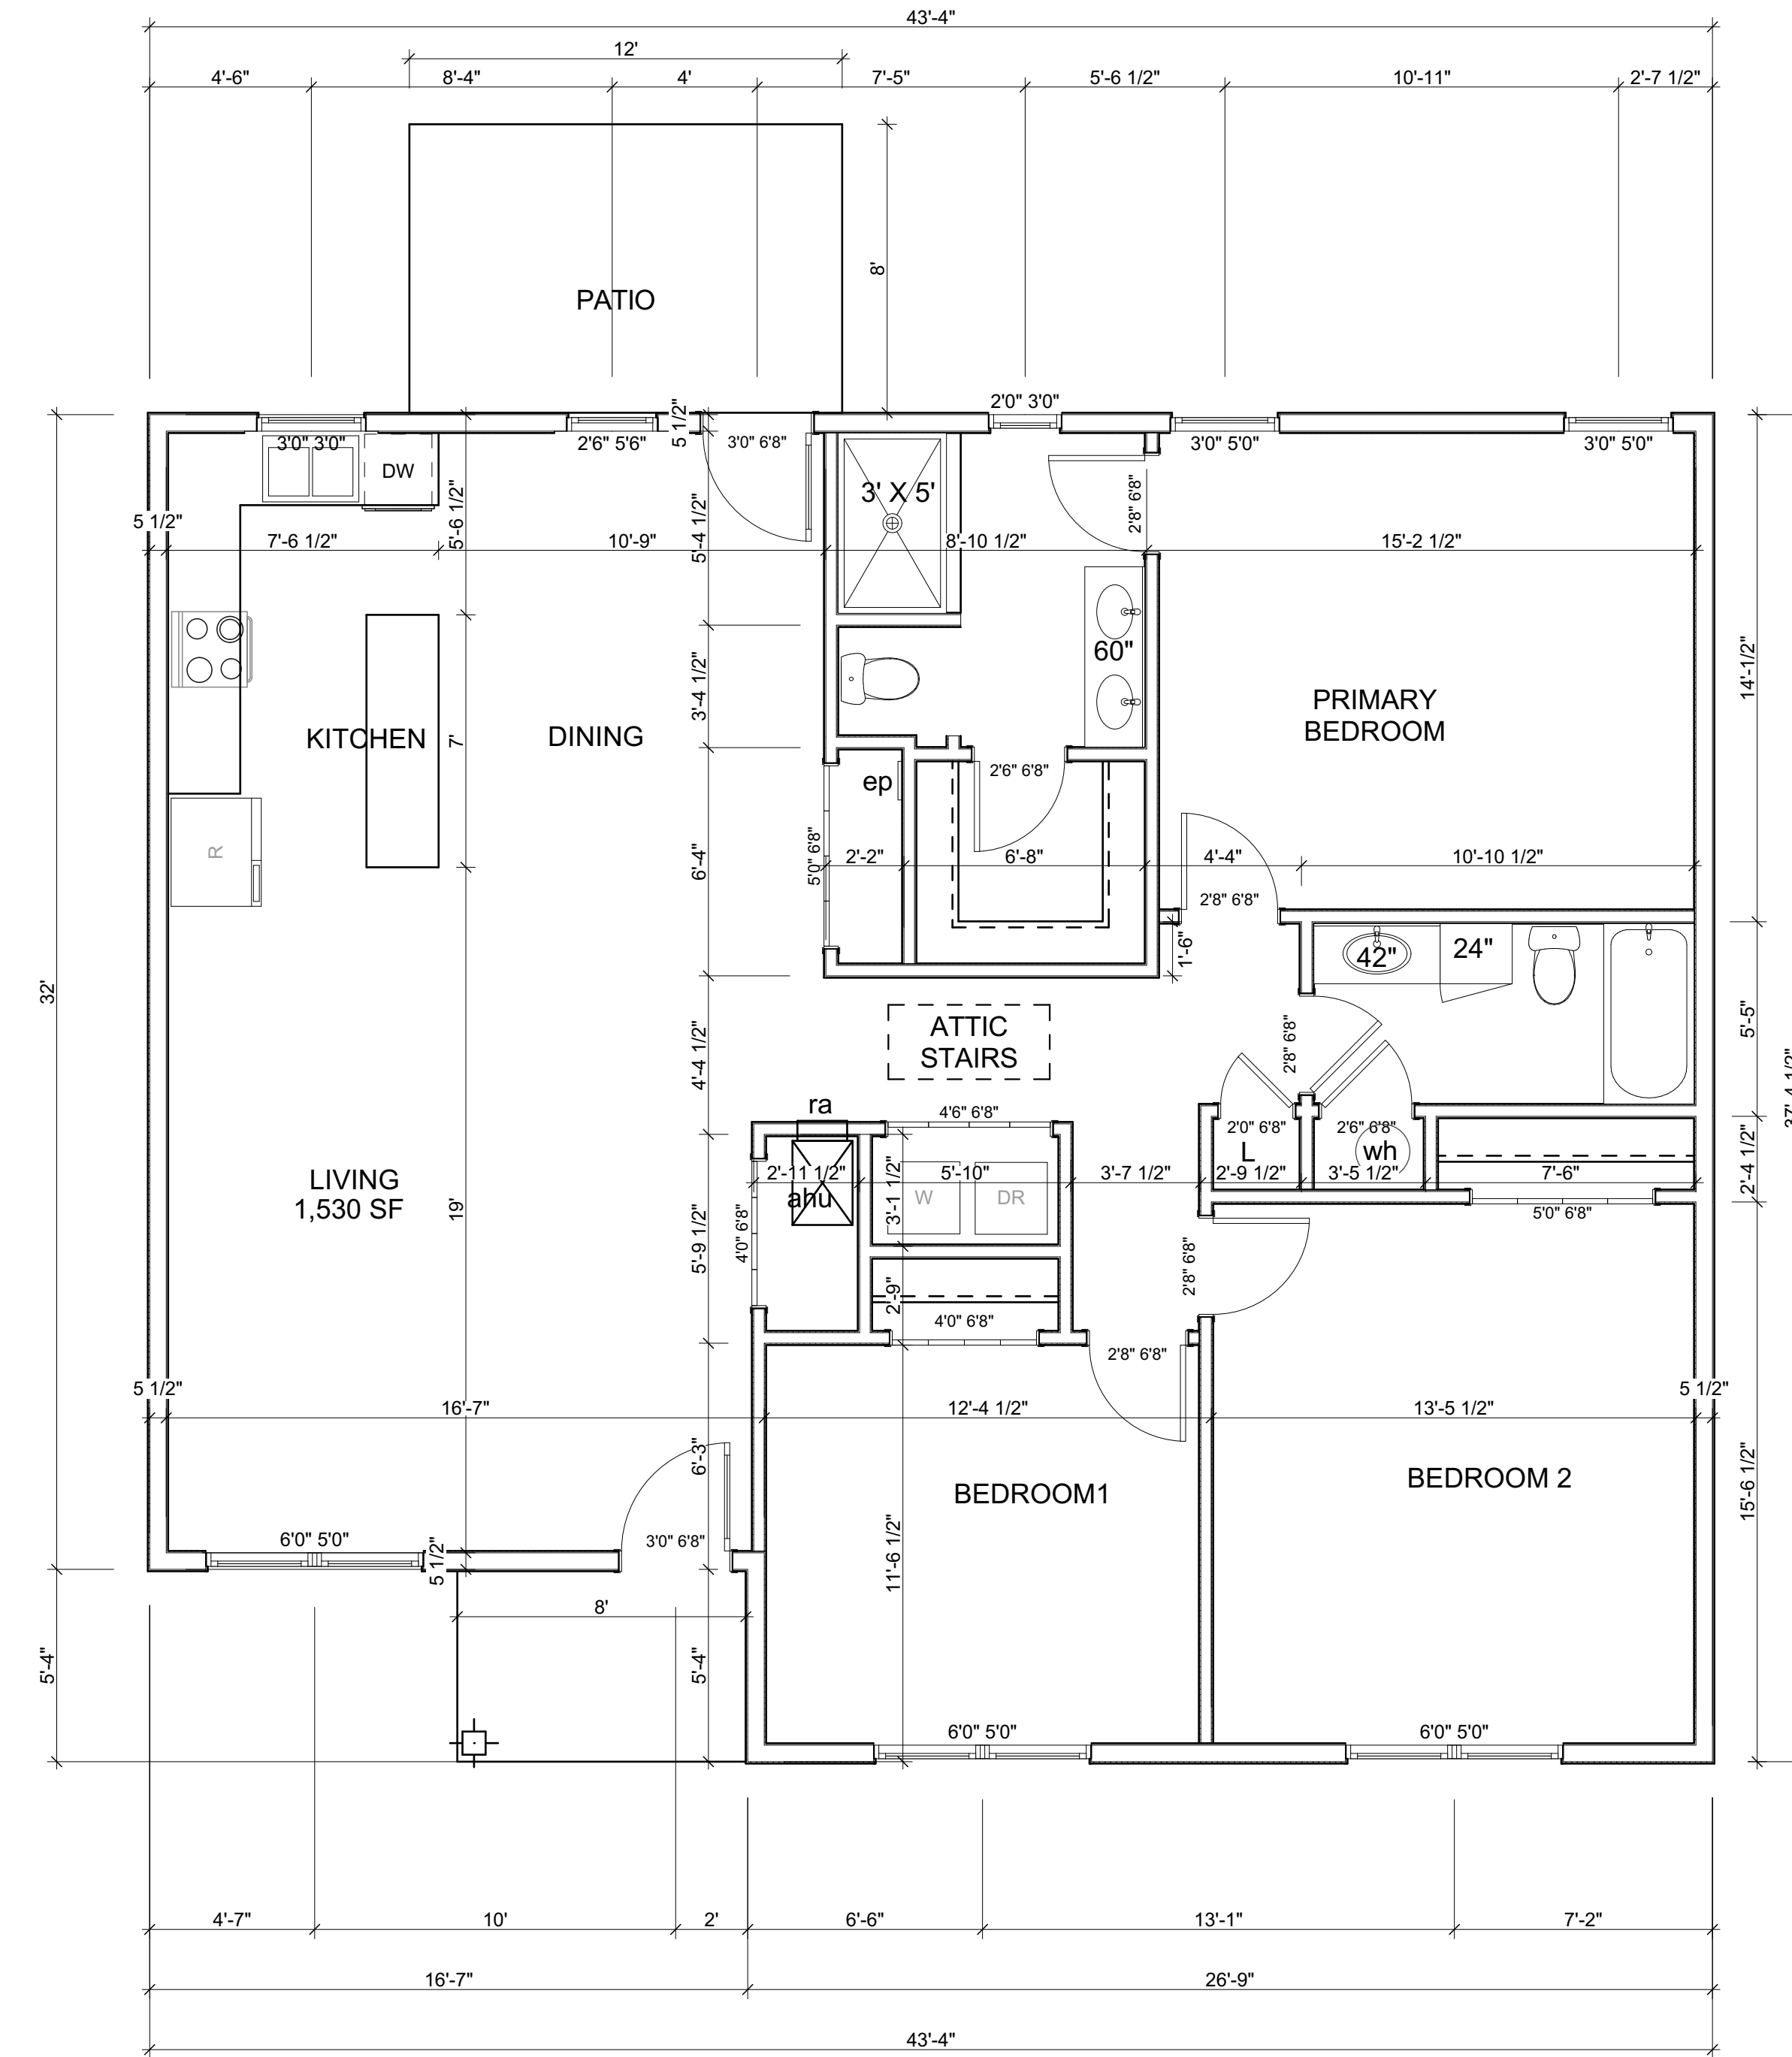 43'-4"
12'
4'-6" 8'-4" 4' 7'-5" 5'-6 1/2" 10'-11" 2'-7 1/2"
8'
PATIO
2'0" 3'0"
5 1/2"
3'0" 3'0" 2'6" 5'6" 3'0" 6'8" 3'0" 5'0" 3'0" 5'0"
DW
3' X 5'
2'8" 6'8"
5 1/2"
5'-6 1/2"
5'-4 1/2"
7'-6 1/2" 10'-9" 8'-10 1/2" 15'-2 1/2"
60"
14'-1/2"
3'-4 1/2"
PRIMARY
BEDROOM
KITCHEN
7'
DINING
2'6" 6'8"
ep
R
5'0" 6'8"
6'-4"
2'-2" 6'-8" 4'-4" 10'-10 1/2"
2'8" 6'8"
1'-6"
42" 24"
32'
ATTIC
STAIRS
4'-4 1/2"
2'8" 6'8"
5'-5"
37'-4 1/2"
ra
4'6" 6'8"
2'0" 6'8" 2'6" 6'8"
L wh
2'-11 1/2" 5'-10" 3'-7 1/2" 2'-9 1/2" 3'-5 1/2" 7'-6"
2'-4 1/2"
LIVING
1,530 SF
19'
ahu
3'-1 1/2"
W DR
5'0" 6'8"
4'0" 6'8"
5'-9 1/2"
2'8" 6'8"
2'-9"
4'0" 6'8"
2'8" 6'8"
5 1/2" 5 1/2"
16'-7" 12'-4 1/2" 13'-5 1/2"
6'-3"
BEDROOM1
BEDROOM 2
15'-6 1/2"
6'0" 5'0"
5 1/2"
3'0" 6'8"
11'-6 1/2"
8'
5'-4"
5'-4"
6'0" 5'0" 6'0" 5'0"
4'-7" 10' 2' 6'-6" 13'-1" 7'-2"
16'-7" 26'-9"
43'-4"